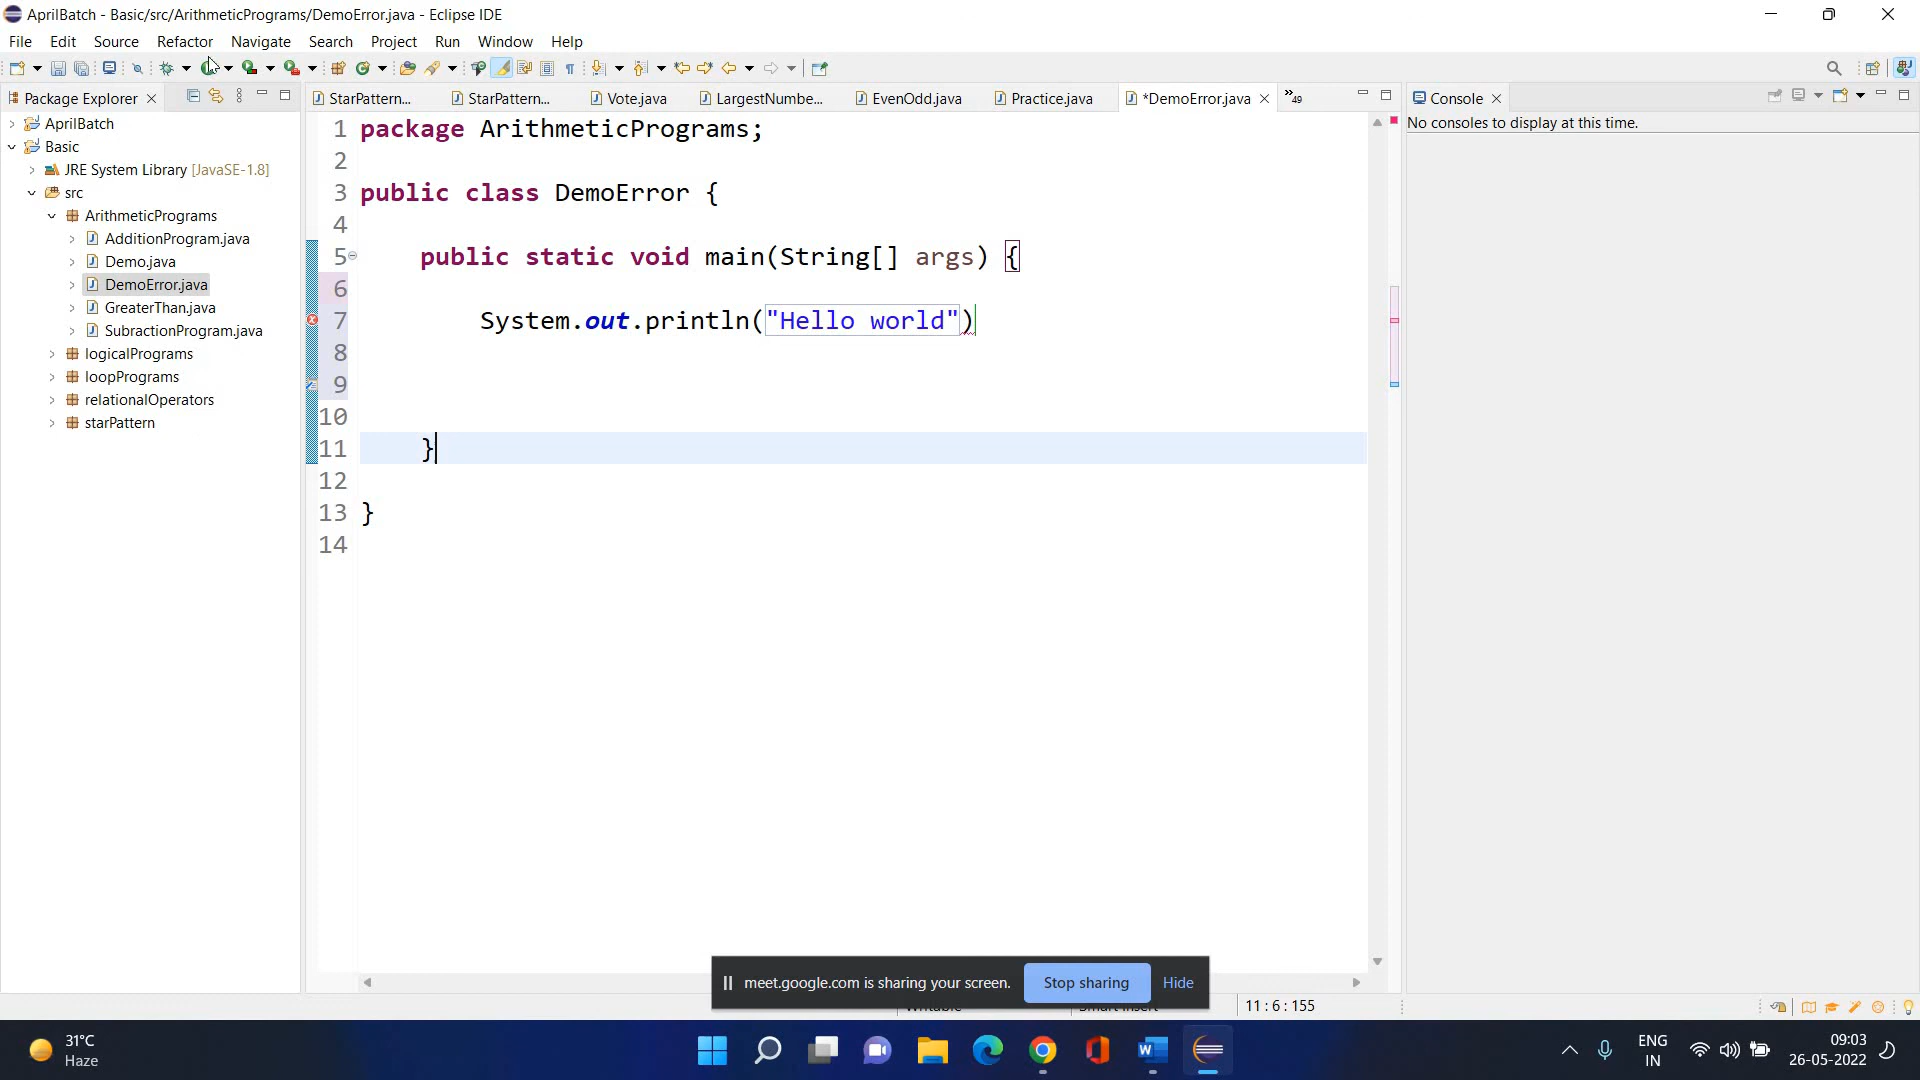 AprilBatch - Basic/src/ArithmeticPrograms/DemoError.java - Eclipse IDE
File Edit Source Refactor Navigate Search Project Run Window Help
Package Explorer
StarPattern... StarPattern... Vote.java LargestNumbe... EvenOdd.java Practice.java *DemoError.java »49
Console
No consoles to display at this time.
AprilBatch
Basic
JRE System Library [JavaSE-1.8]
src
ArithmeticPrograms
AdditionProgram.java
Demo.java
DemoError.java
GreaterThan.java
SubractionProgram.java
logicalPrograms
loopPrograms
relationalOperators
starPattern
1 package ArithmeticPrograms;
2
3 public class DemoError {
4
5 public static void main(String[] args) {
6
7 System.out.println("Hello world")
8
9
10
11 }
12
13 }
14
meet.google.com is sharing your screen. Stop sharing Hide
11 : 6 : 155
31°C
Haze
ENG
IN
09:03
26-05-2022